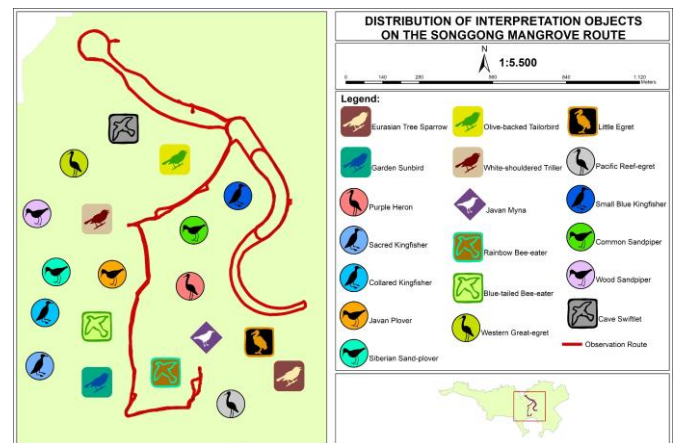 DISTRIBUTION OF INTERPRETATION OBJECTS
ON THE SONGGONG MANGROVE ROUTE
N
1:5.500
0 140 280 560 840 1.120
Meters
Legend:
Eurasian Tree Sparrow
Olive-backed Tailorbird
Little Egret
Garden Sunbird
White-shouldered Triller
Pacific Reef-egret
Purple Heron
Javan Myna
Small Blue Kingfisher
Sacred Kingfisher
Rainbow Bee-eater
Common Sandpiper
Collared Kingfisher
Blue-tailed Bee-eater
Wood Sandpiper
Javan Plover
Western Great-egret
Cave Swiftlet
Siberian Sand-plover
Observation Route